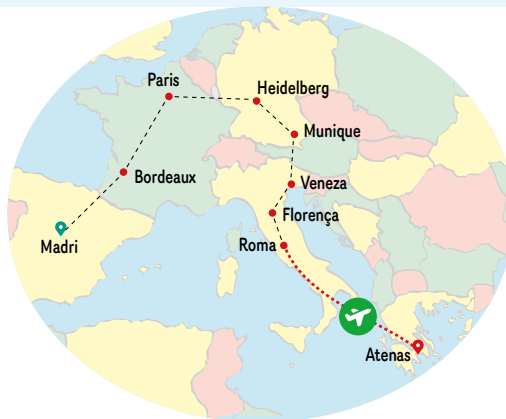 Paris
Heidelberg
Munique
Bordeaux
Veneza
Florença
Madri
Roma
Atenas